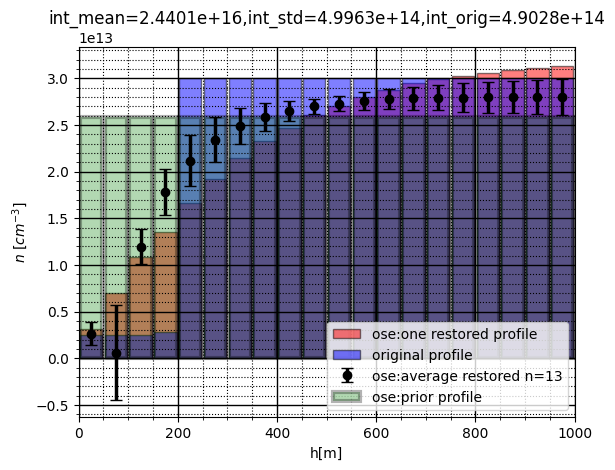 int_mean=2.4401e+16,int_std=4.9963e+14,int_orig=4.9028e+14
1e13
3.0
2.5
2.0
1.5
1.0
0.5
0.0
−0.5
n [cm⁻³]
0 200 400 600 800 1000
h[m]
ose:one restored profile
original profile
ose:average restored n=13
ose:prior profile